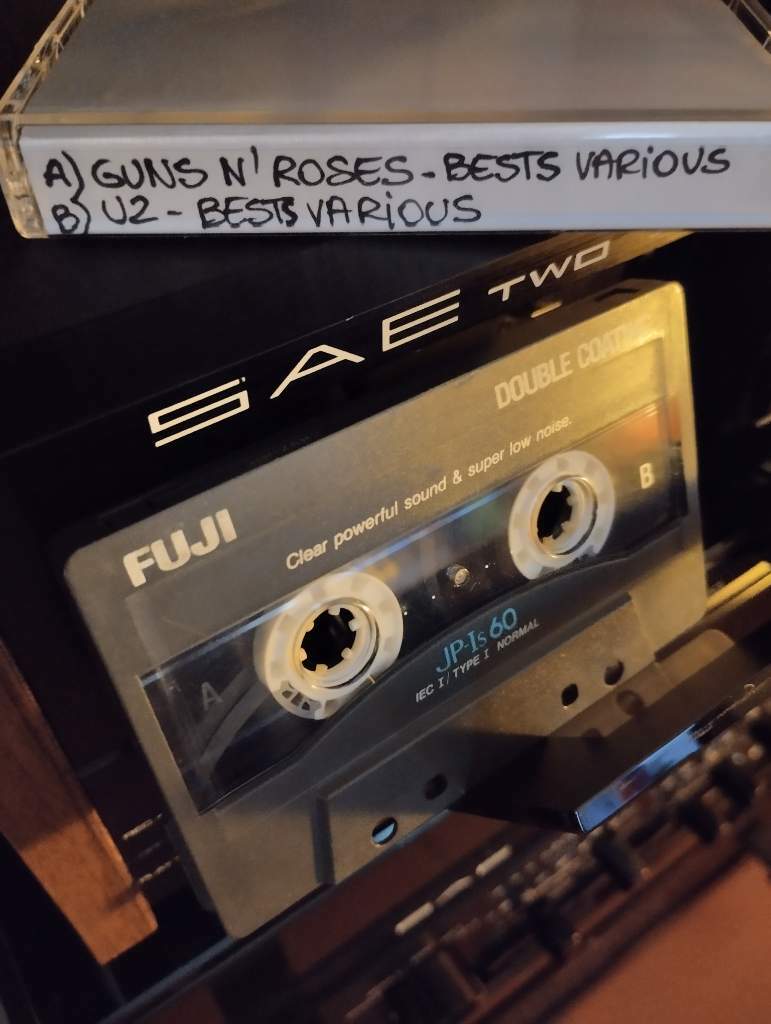 A) GUNS N' ROSES - BESTS VARIOUS
B) U2 - BESTS VARIOUS
SAE TWO
DOUBLE
FUJI
Clear powerful sound & super low noise.
B
A
JP-Is 60
IEC I / TYPE I NORMAL